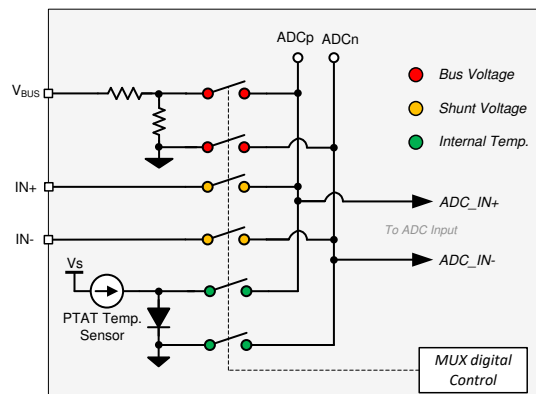 ADCp
ADCn
VBUS
Bus Voltage
Shunt Voltage
Internal Temp.
IN+
ADC_IN+
To ADC Input
IN-
ADC_IN-
Vs
PTAT Temp.
Sensor
MUX digital
Control